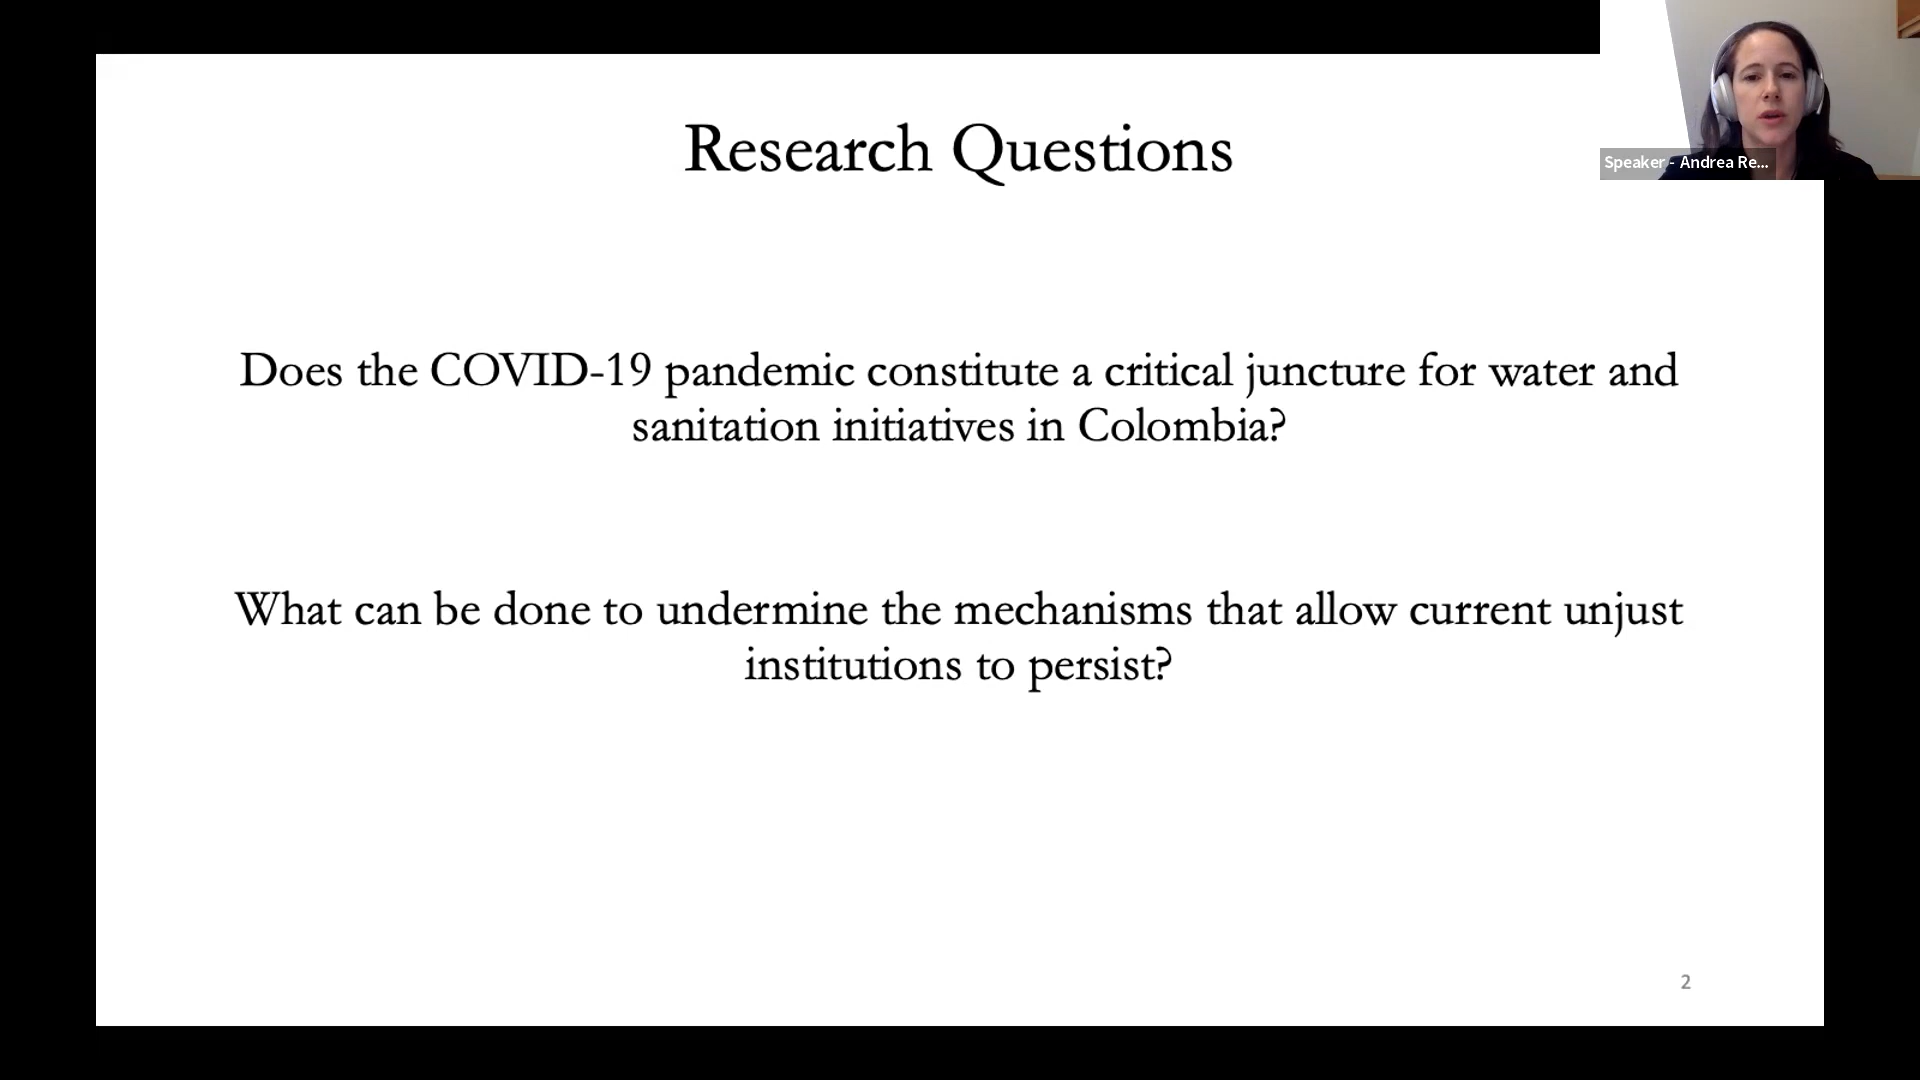 Research Questions
Speaker - Andrea Re...
Does the COVID-19 pandemic constitute a critical juncture for water and
sanitation initiatives in Colombia?
What can be done to undermine the mechanisms that allow current unjust
institutions to persist?
2